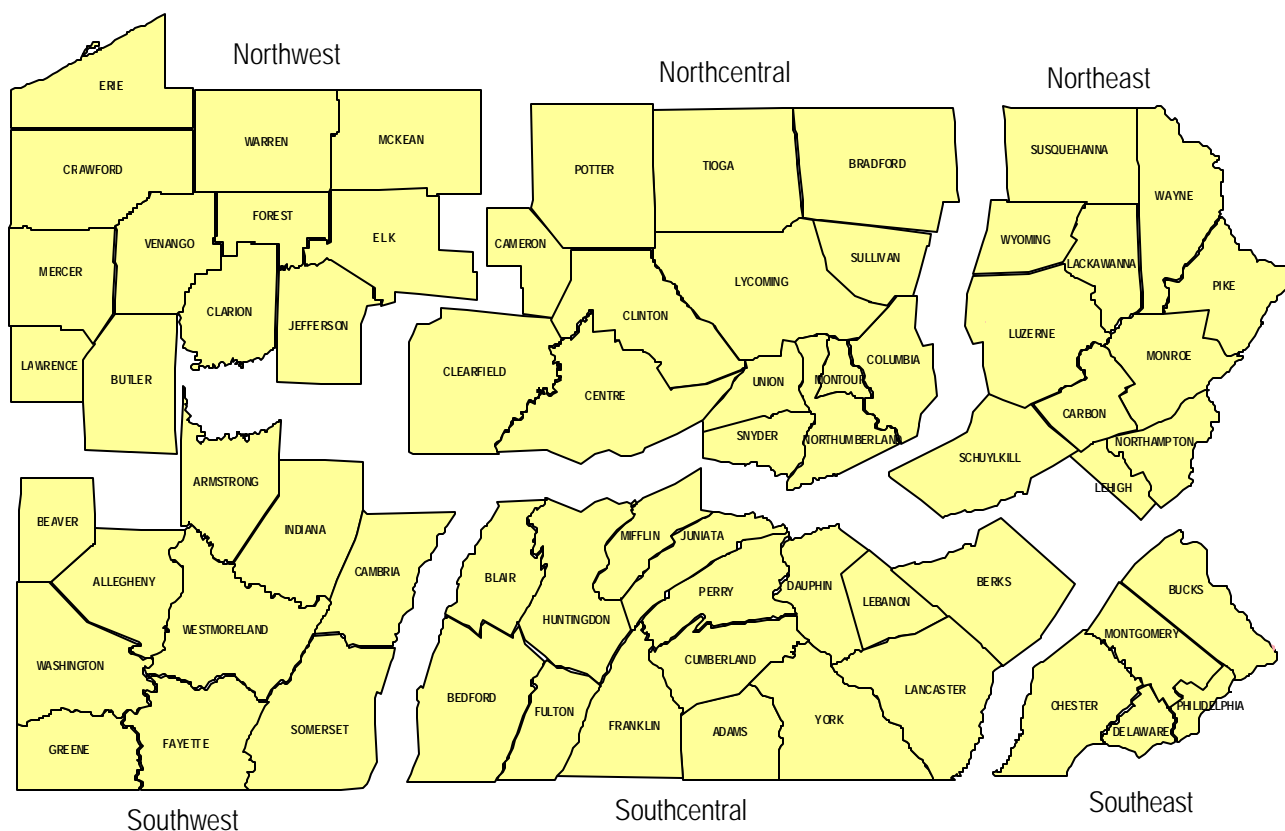 Northwest
Northcentral
Northeast
ERIE
WARREN
MCKEAN
CRAWFORD
FOREST
VENANGO
ELK
MERCER
CLARION
JEFFERSON
LAWRENCE
BUTLER
POTTER
TIOGA
BRADFORD
CAMERON
SULLIVAN
LYCOMING
CLINTON
CLEARFIELD
CENTRE
UNION
MONTOUR
COLUMBIA
SNYDER
NORTHUMBERLAND
SUSQUEHANNA
WAYNE
WYOMING
LACKAWANNA
PIKE
LUZERNE
MONROE
CARBON
NORTHAMPTON
SCHUYLKILL
LEHIGH
ARMSTRONG
BEAVER
INDIANA
ALLEGHENY
CAMBRIA
WESTMORELAND
WASHINGTON
SOMERSET
GREENE
FAYETTE
MIFFLIN
JUNIATA
BLAIR
PERRY
DAUPHIN
LEBANON
BERKS
HUNTINGDON
CUMBERLAND
BEDFORD
FULTON
FRANKLIN
ADAMS
YORK
LANCASTER
BUCKS
MONTGOMERY
CHESTER
PHILIDELPHIA
DELAWARE
Southwest
Southcentral
Southeast